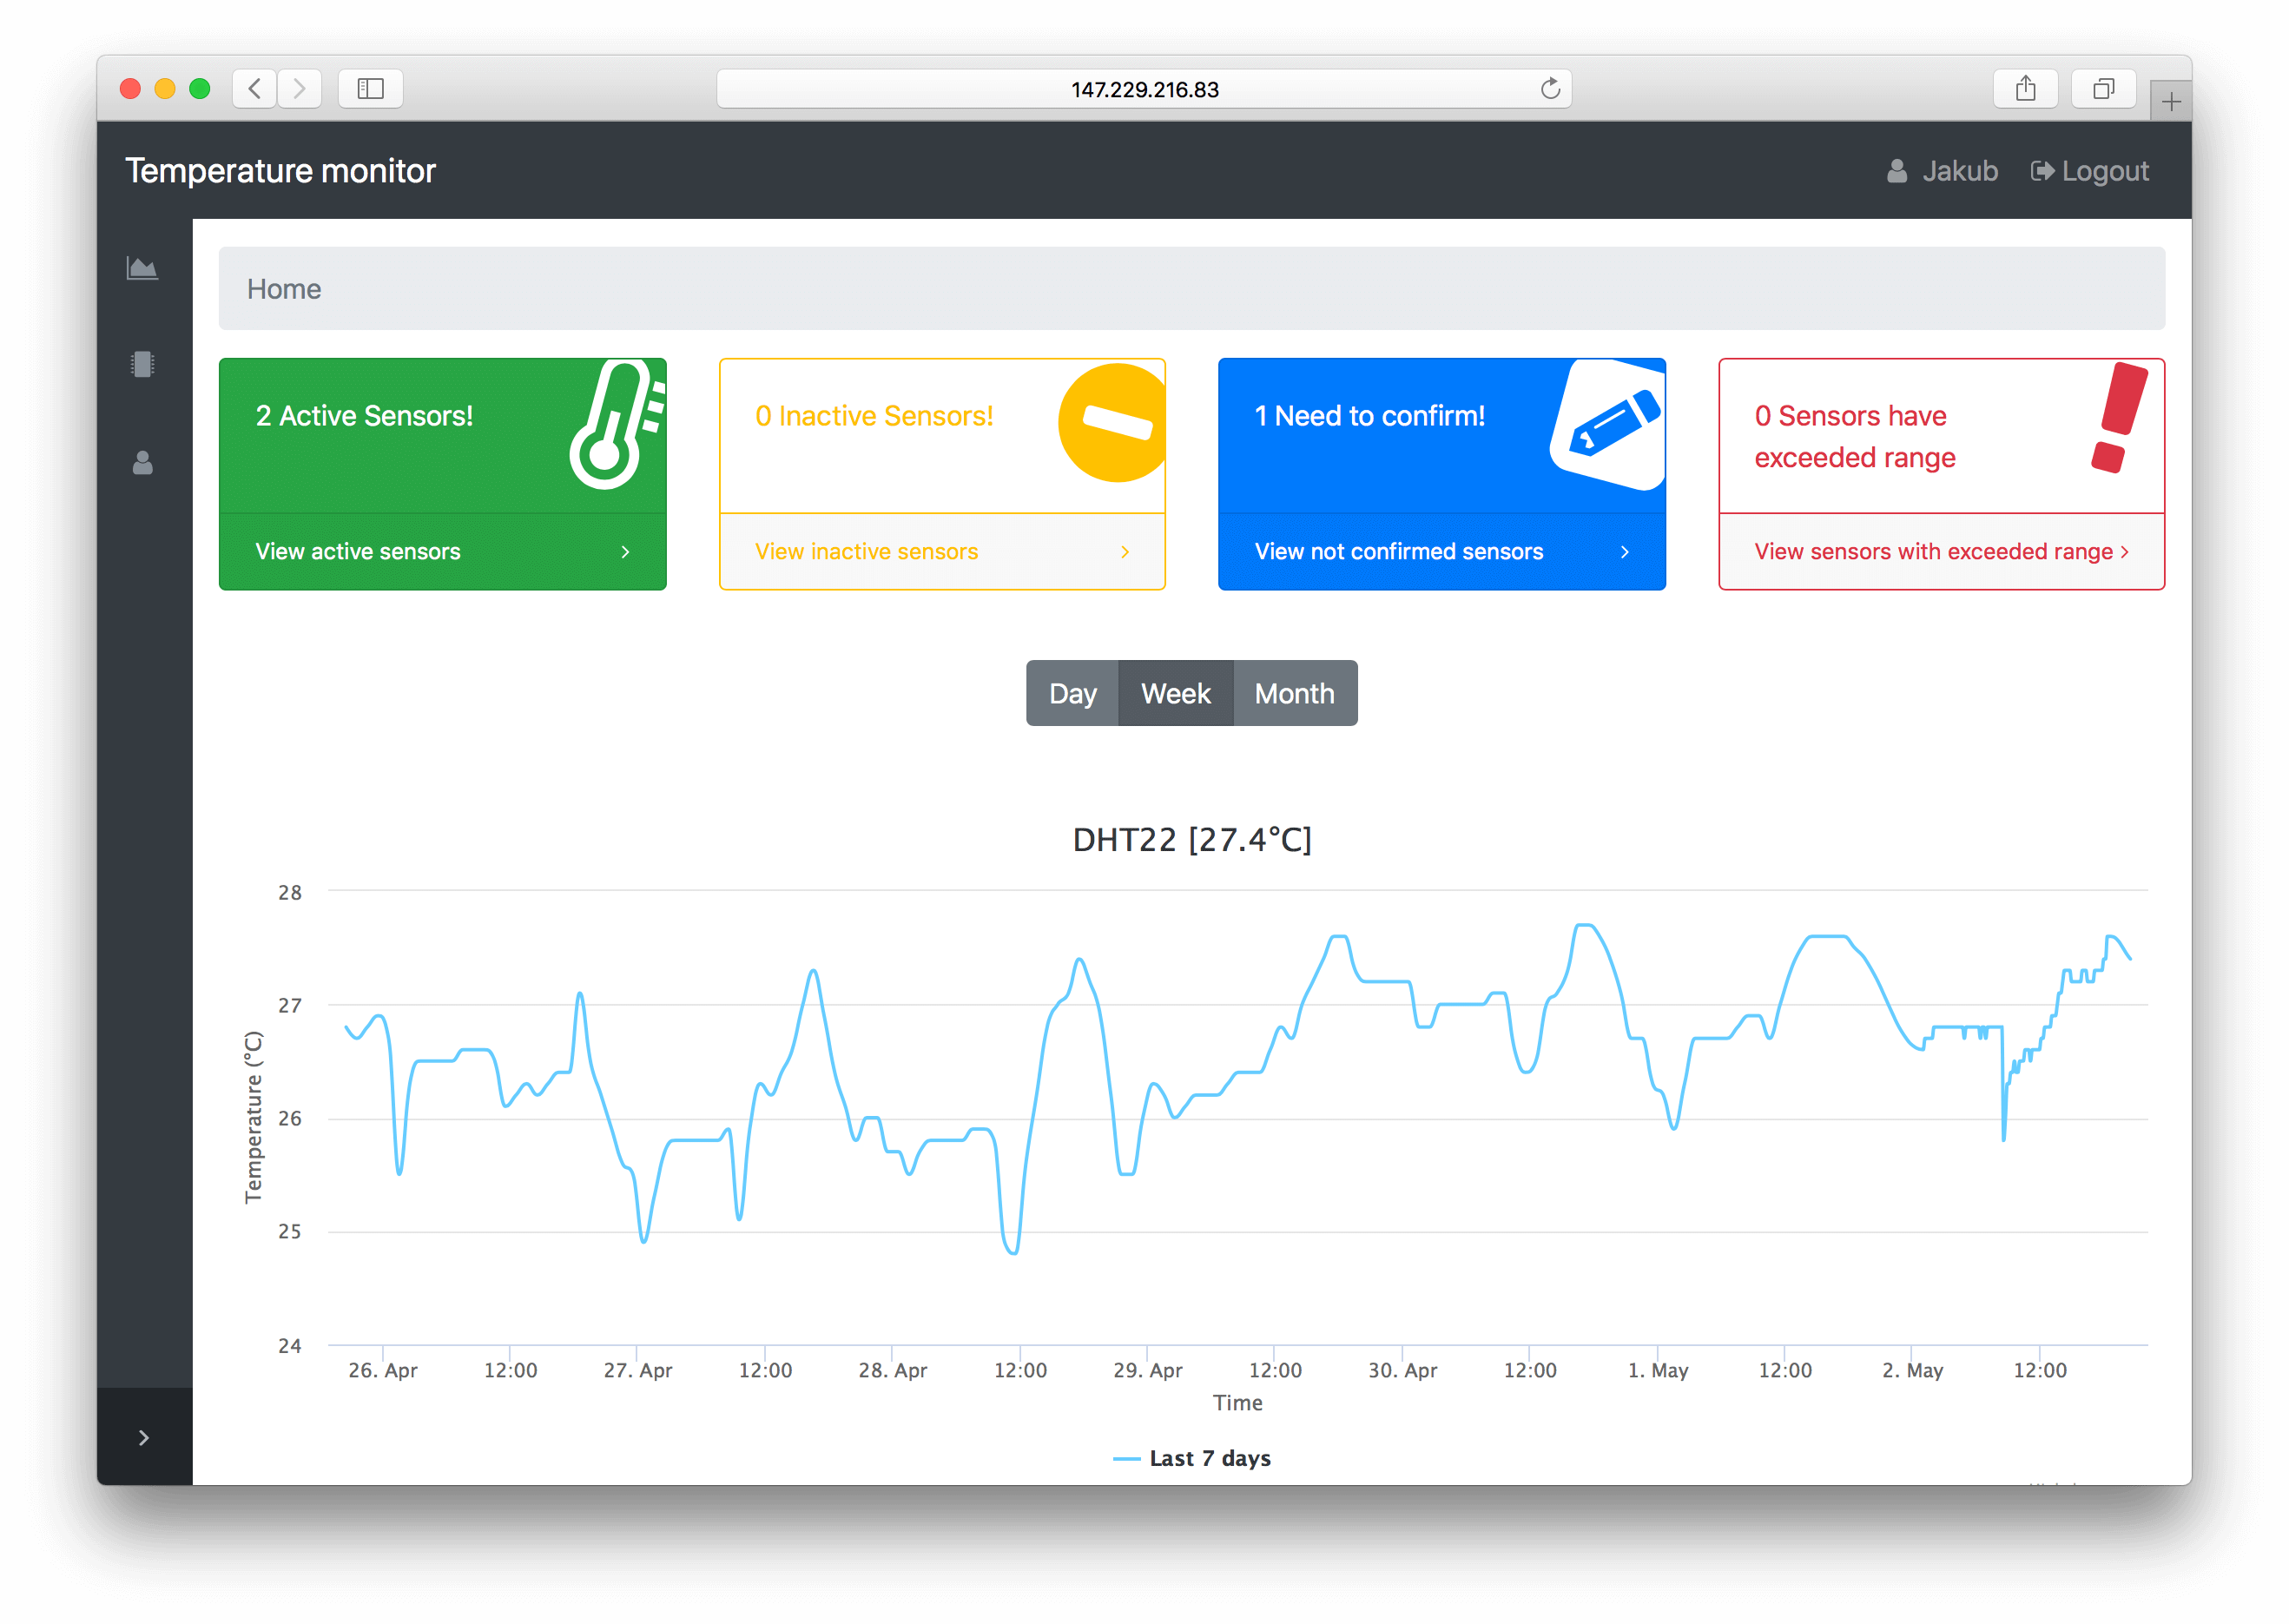 147.229.216.83
Temperature monitor
Jakub
Logout
Home
2 Active Sensors!
View active sensors
0 Inactive Sensors!
View inactive sensors
1 Need to confirm!
View not confirmed sensors
0 Sensors have
exceeded range
View sensors with exceeded range
Day Week Month
DHT22 [27.4°C]
28
27
26
25
24
Temperature (°C)
26. Apr 12:00 27. Apr 12:00 28. Apr 12:00 29. Apr 12:00 30. Apr 12:00 1. May 12:00 2. May 12:00
Time
Last 7 days